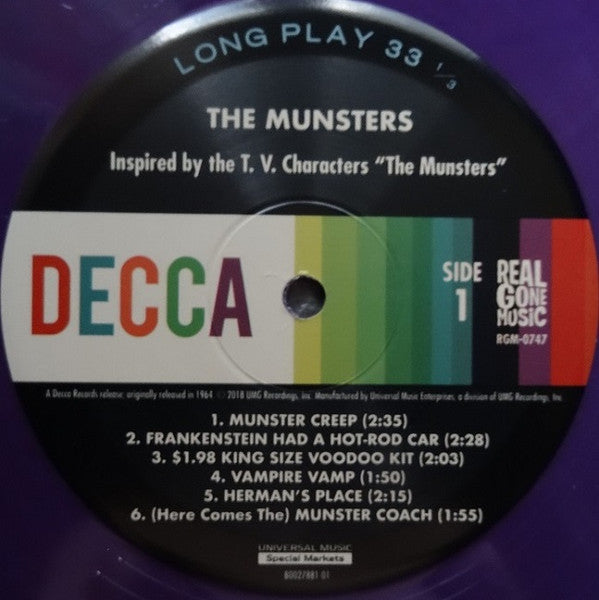 LONG PLAY 33 1/3
THE MUNSTERS
Inspired by the T. V. Characters "The Munsters"
DECCA
SIDE
1
REAL
GONE
MUSIC
RGM-0747
A Decca Records release originally released in 1964 ℗ 2018 UMG Recordings, Inc. Manufactured by Universal Music Enterprises, a division of UMG Recordings, Inc.
1. MUNSTER CREEP (2:35)
2. FRANKENSTEIN HAD A HOT-ROD CAR (2:28)
3. $1.98 KING SIZE VOODOO KIT (2:03)
4. VAMPIRE VAMP (1:50)
5. HERMAN'S PLACE (2:15)
6. (Here Comes The) MUNSTER COACH (1:55)
UNIVERSAL MUSIC
Special Markets
B0027881-01